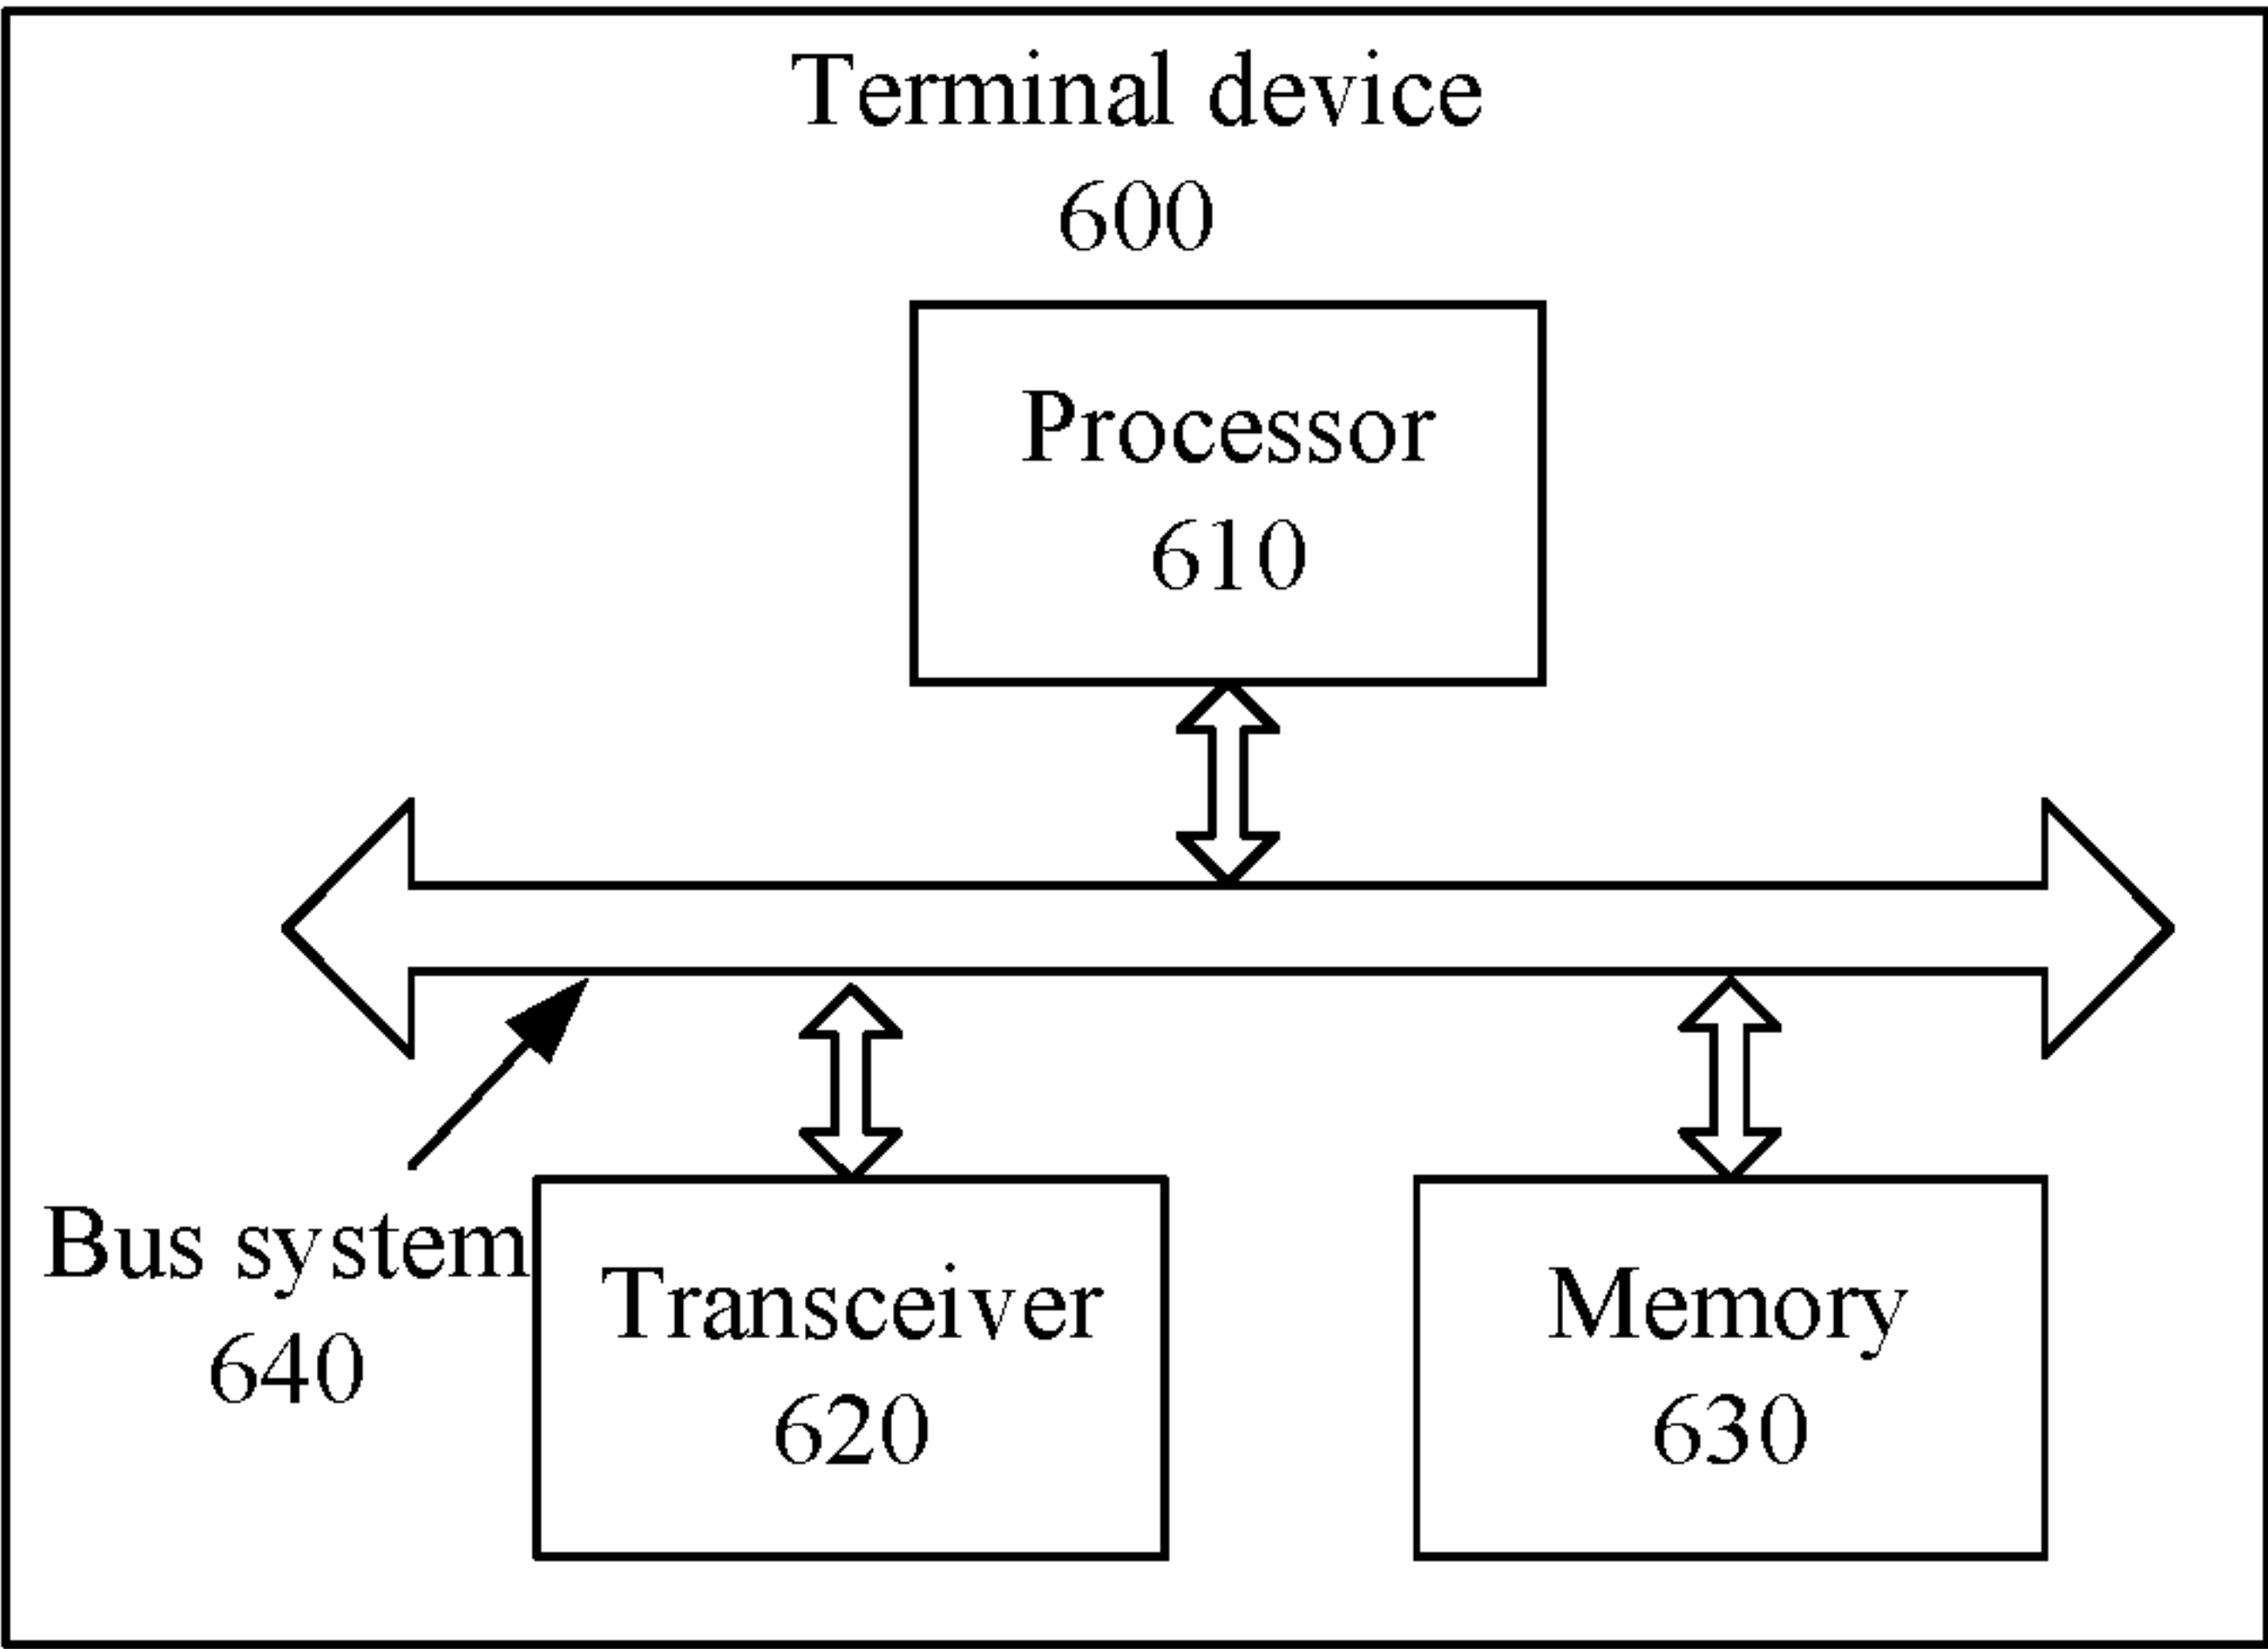 Terminal device
600
Processor
610
Bus system
640
Transceiver
620
Memory
630